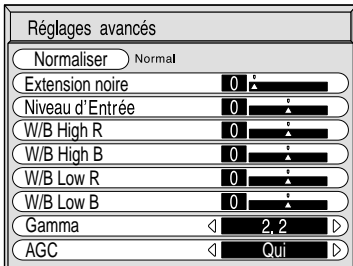 Réglages avancés
Normaliser Normal
Extension noire 0
Niveau d'Entrée 0
W/B High R 0
W/B High B 0
W/B Low R 0
W/B Low B 0
Gamma 2, 2
AGC Qui